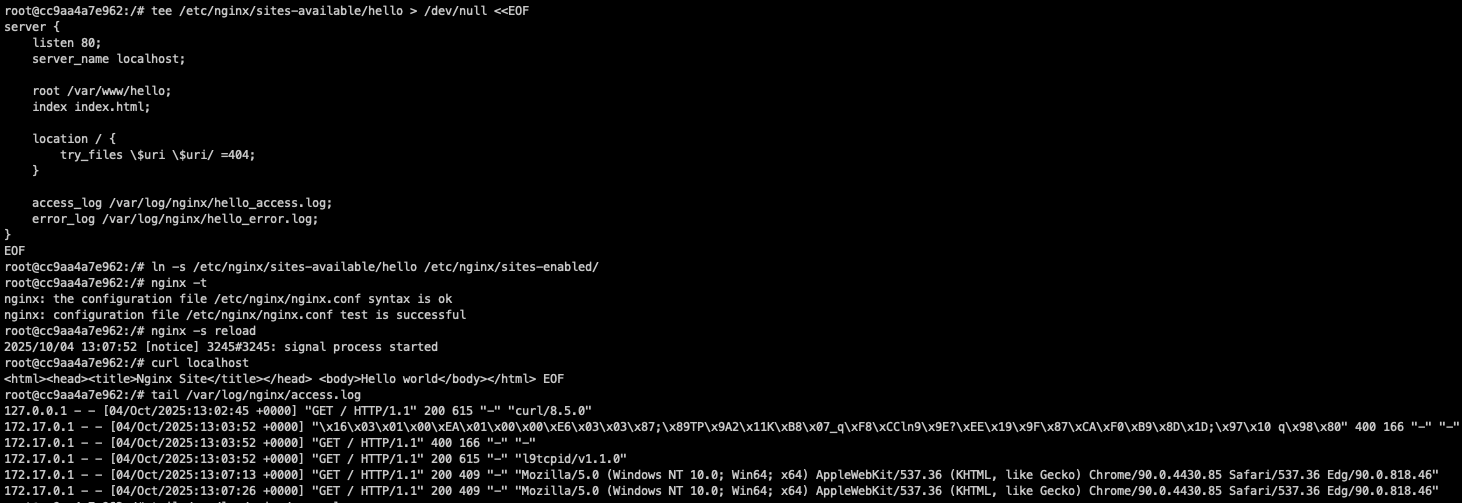 root@cc9aa4a7e962:/# tee /etc/nginx/sites-available/hello > /dev/null <<EOF
server {
    listen 80;
    server_name localhost;

    root /var/www/hello;
    index index.html;

    location / {
        try_files \$uri \$uri/ =404;
    }

    access_log /var/log/nginx/hello_access.log;
    error_log /var/log/nginx/hello_error.log;
}
EOF
root@cc9aa4a7e962:/# ln -s /etc/nginx/sites-available/hello /etc/nginx/sites-enabled/
root@cc9aa4a7e962:/# nginx -t
nginx: the configuration file /etc/nginx/nginx.conf syntax is ok
nginx: configuration file /etc/nginx/nginx.conf test is successful
root@cc9aa4a7e962:/# nginx -s reload
2025/10/04 13:07:52 [notice] 3245#3245: signal process started
root@cc9aa4a7e962:/# curl localhost
<html><head><title>Nginx Site</title></head> <body>Hello world</body></html> EOF
root@cc9aa4a7e962:/# tail /var/log/nginx/access.log
127.0.0.1 - - [04/Oct/2025:13:02:45 +0000] "GET / HTTP/1.1" 200 615 "-" "curl/8.5.0"
172.17.0.1 - - [04/Oct/2025:13:03:52 +0000] "\x16\x03\x01\x00\xEA\x01\x00\x00\xE6\x03\x03\x87;\x89TP\x9A2\x11K\xB8\x07_q\xF8\xCCln9\x9E?\xEE\x19\x9F\x87\xCA\xF0\xB9\x8D\x1D;\x97\x10 q\x98\x80" 400 166 "-" "-"
172.17.0.1 - - [04/Oct/2025:13:03:52 +0000] "GET / HTTP/1.1" 400 166 "-" "-"
172.17.0.1 - - [04/Oct/2025:13:03:52 +0000] "GET / HTTP/1.1" 200 615 "-" "l9tcpid/v1.1.0"
172.17.0.1 - - [04/Oct/2025:13:07:13 +0000] "GET / HTTP/1.1" 200 409 "-" "Mozilla/5.0 (Windows NT 10.0; Win64; x64) AppleWebKit/537.36 (KHTML, like Gecko) Chrome/90.0.4430.85 Safari/537.36 Edg/90.0.818.46"
172.17.0.1 - - [04/Oct/2025:13:07:26 +0000] "GET / HTTP/1.1" 200 409 "-" "Mozilla/5.0 (Windows NT 10.0; Win64; x64) AppleWebKit/537.36 (KHTML, like Gecko) Chrome/90.0.4430.85 Safari/537.36 Edg/90.0.818.46"